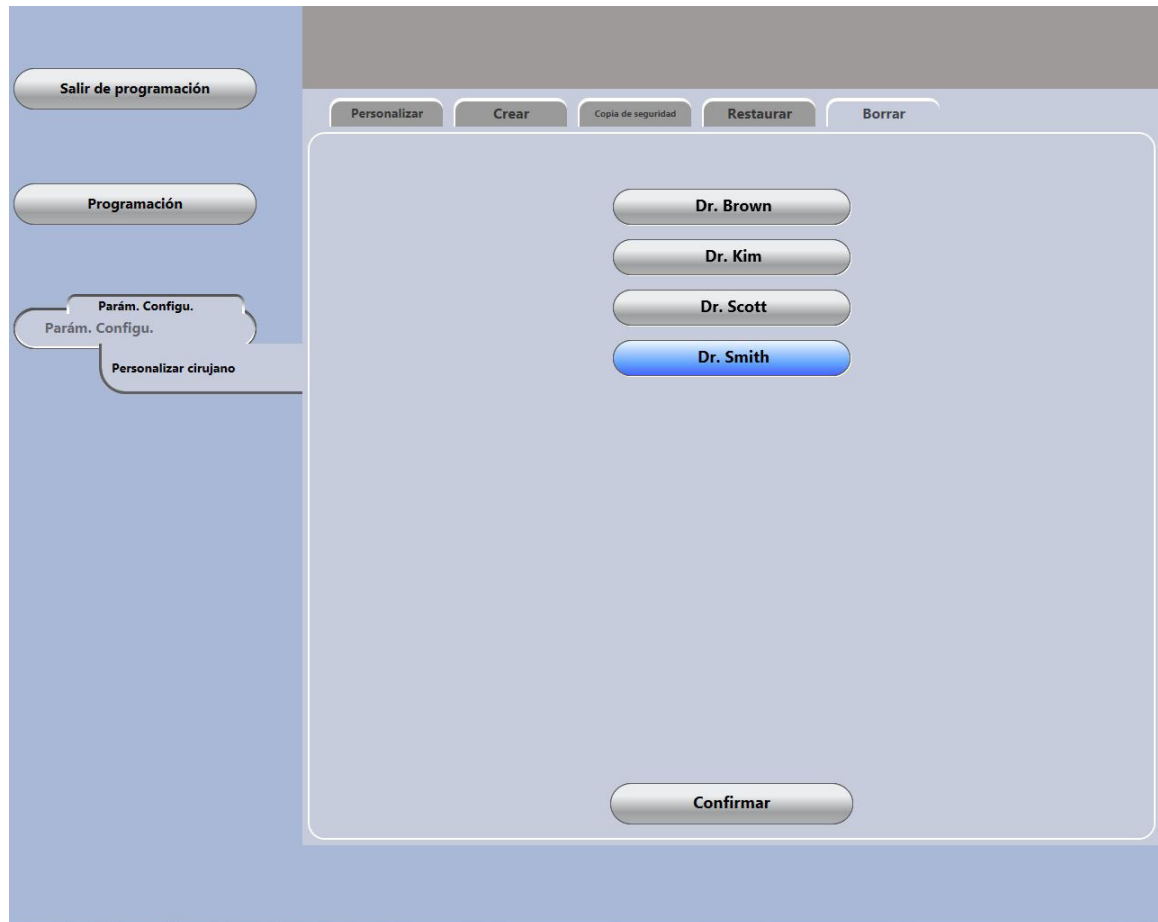 Salir de programación
Programación
Parám. Configu.
Parám. Configu.
Personalizar cirujano
Personalizar
Crear
Copia de seguridad
Restaurar
Borrar
Dr. Brown
Dr. Kim
Dr. Scott
Dr. Smith
Confirmar